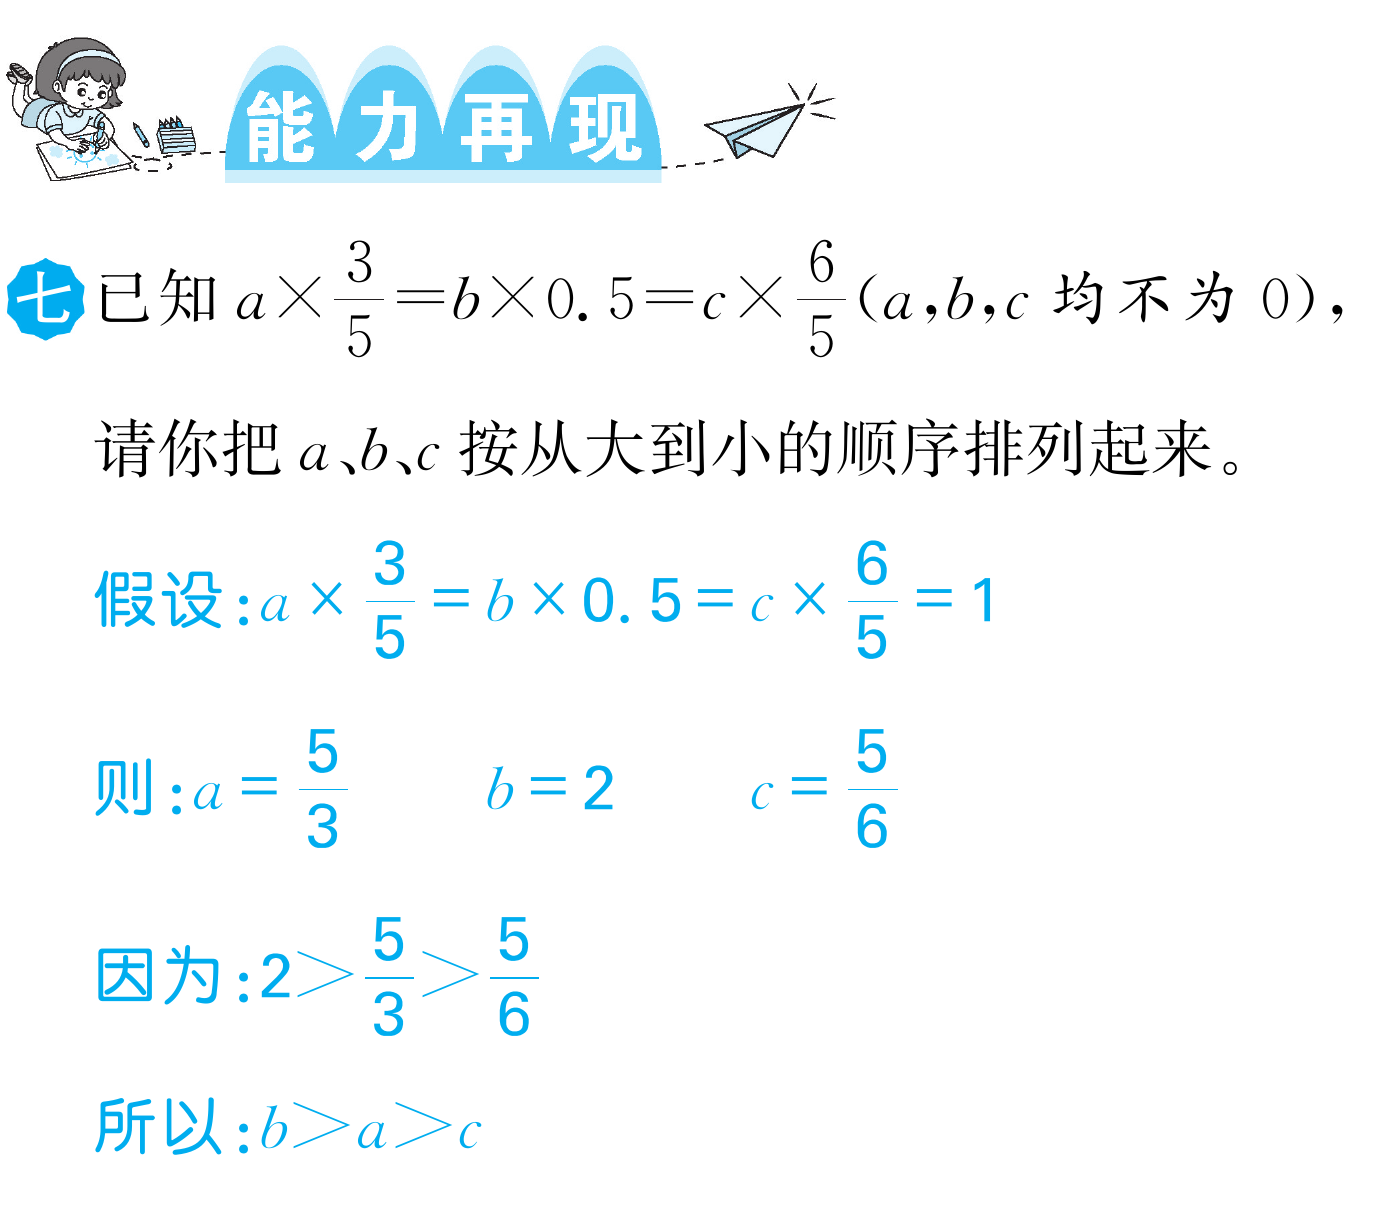 能力再现
七 已知 a×3/5=b×0.5=c×6/5(a,b,c 均不为 0),
请你把 a、b、c 按从大到小的顺序排列起来。
假设:a×3/5=b×0.5=c×6/5=1
则:a=5/3 b=2 c=5/6
因为:2>5/3>5/6
所以:b>a>c